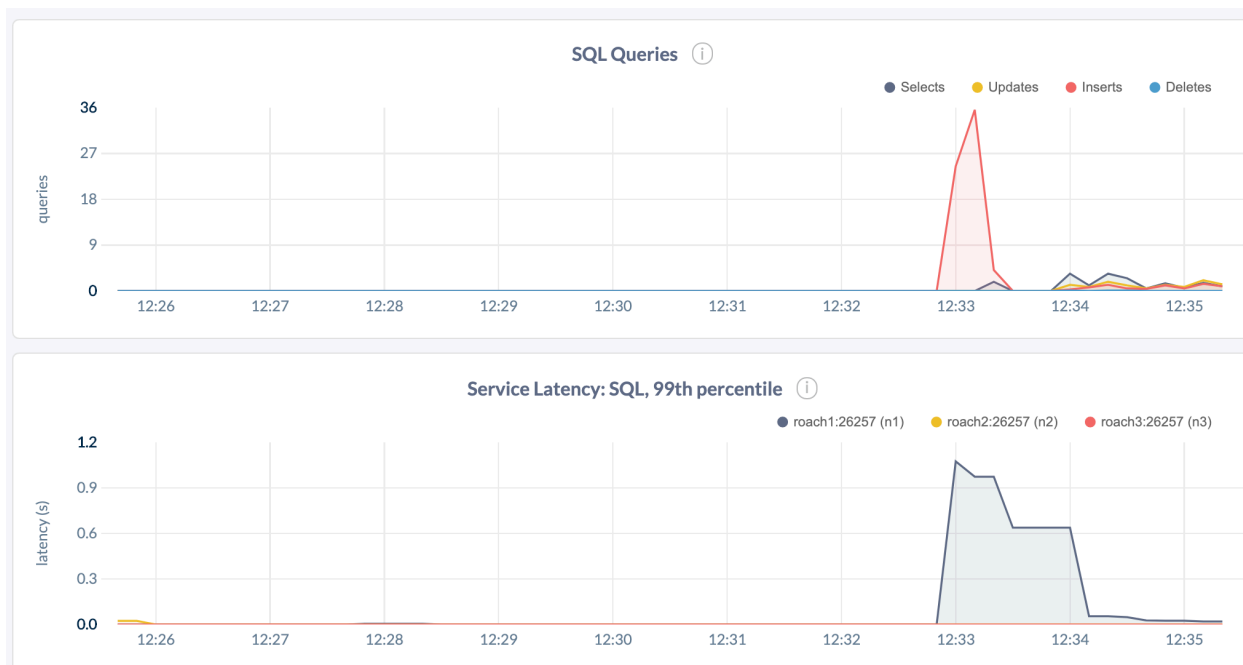 SQL Queries i
Selects Updates Inserts Deletes
36
27
18
9
0
queries
12:26 12:27 12:28 12:29 12:30 12:31 12:32 12:33 12:34 12:35
Service Latency: SQL, 99th percentile i
roach1:26257 (n1) roach2:26257 (n2) roach3:26257 (n3)
1.2
0.9
0.6
0.3
0.0
latency (s)
12:26 12:27 12:28 12:29 12:30 12:31 12:32 12:33 12:34 12:35